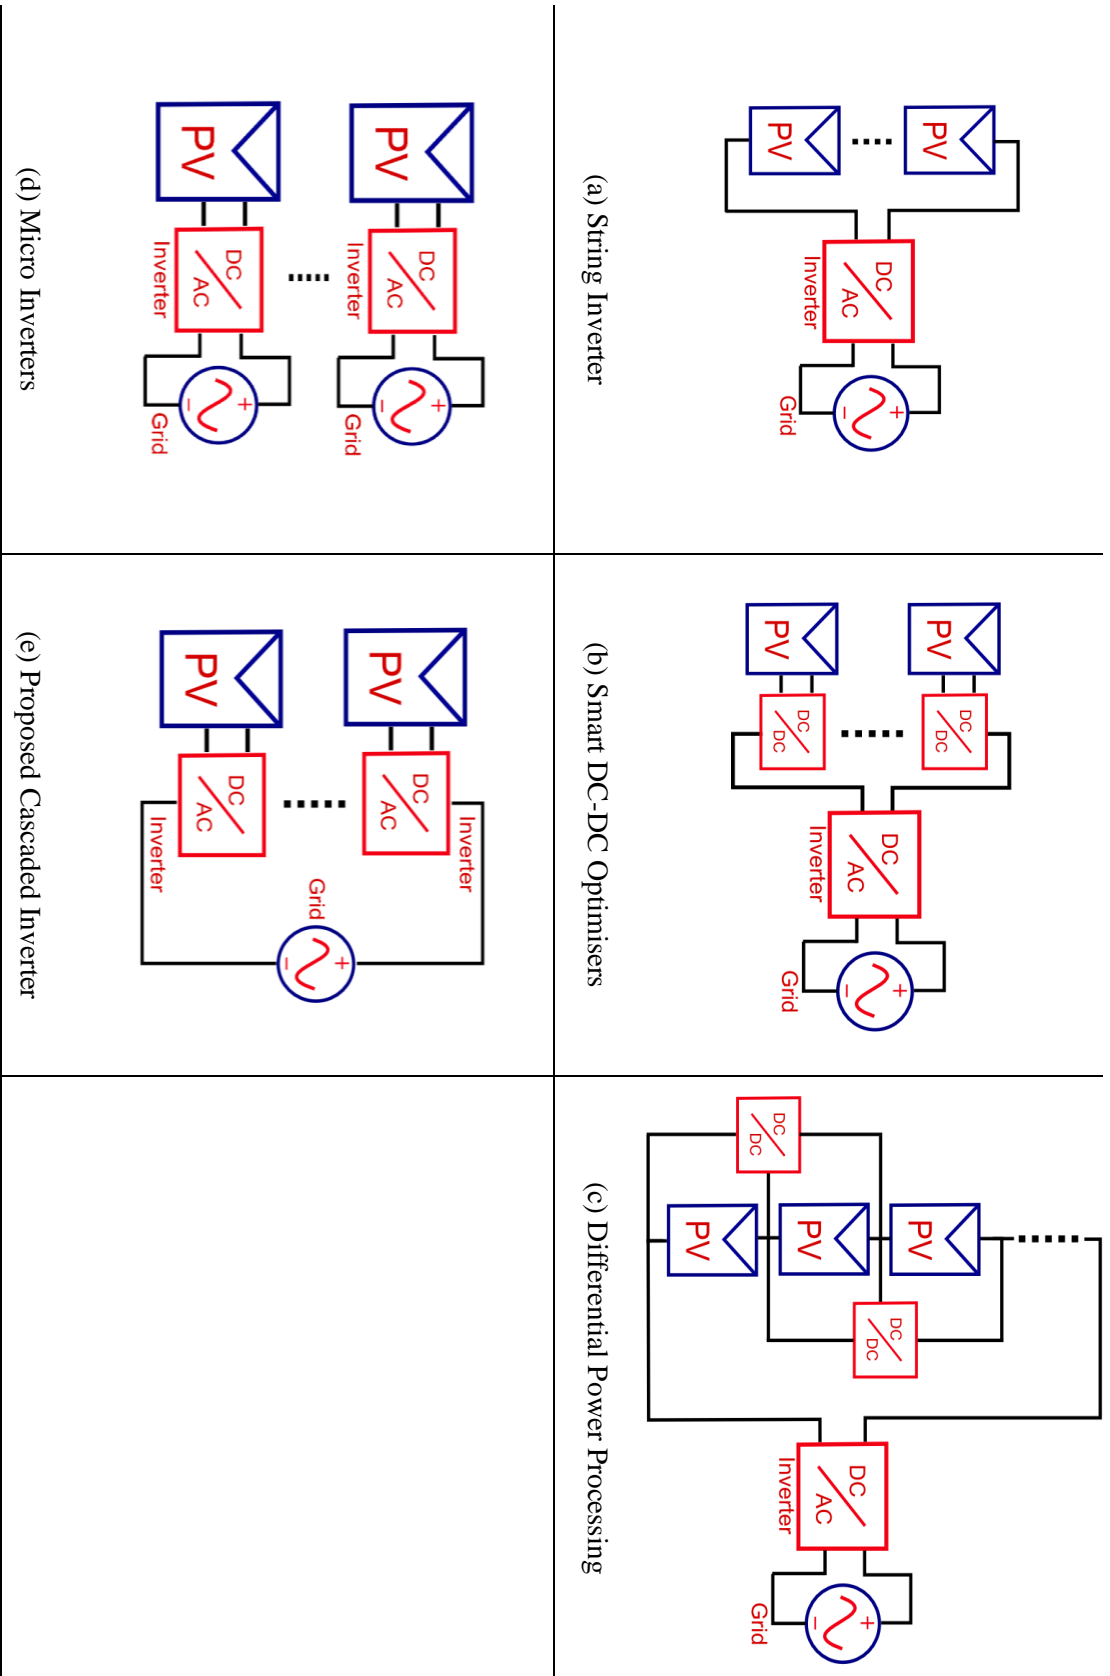 PV
PV
DC
AC
Inverter
+
−
Grid
(a) String Inverter
PV
DC
DC
PV
DC
DC
DC
AC
Inverter
+
−
Grid
(b) Smart DC-DC Optimisers
DC
DC
PV
PV
PV
DC
DC
DC
AC
Inverter
+
−
Grid
(c) Differential Power Processing
PV
DC
AC
Inverter
+
−
Grid
PV
DC
AC
Inverter
+
−
Grid
(d) Micro Inverters
PV
DC
AC
Inverter
PV
DC
AC
Inverter
Grid
+
−
(e) Proposed Cascaded Inverter